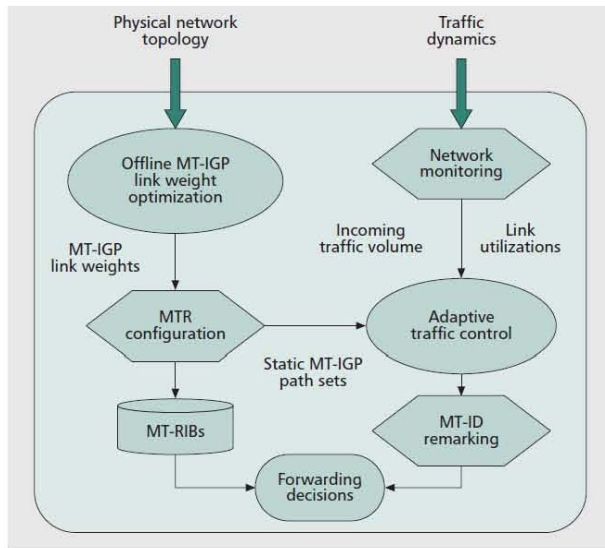 Physical network
topology
Traffic
dynamics
Offline MT-IGP
link weight
optimization
Network
monitoring
MT-IGP
link weights
Incoming
traffic volume
Link
utilizations
MTR
configuration
Adaptive
traffic control
Static MT-IGP
path sets
MT-RIBs
MT-ID
remarking
Forwarding
decisions